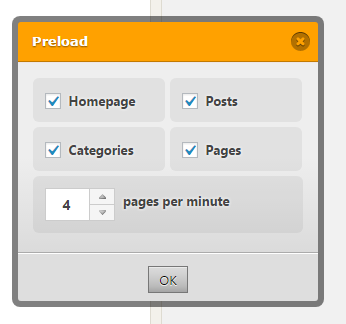 Preload
Homepage
Posts
Categories
Pages
4 pages per minute
OK